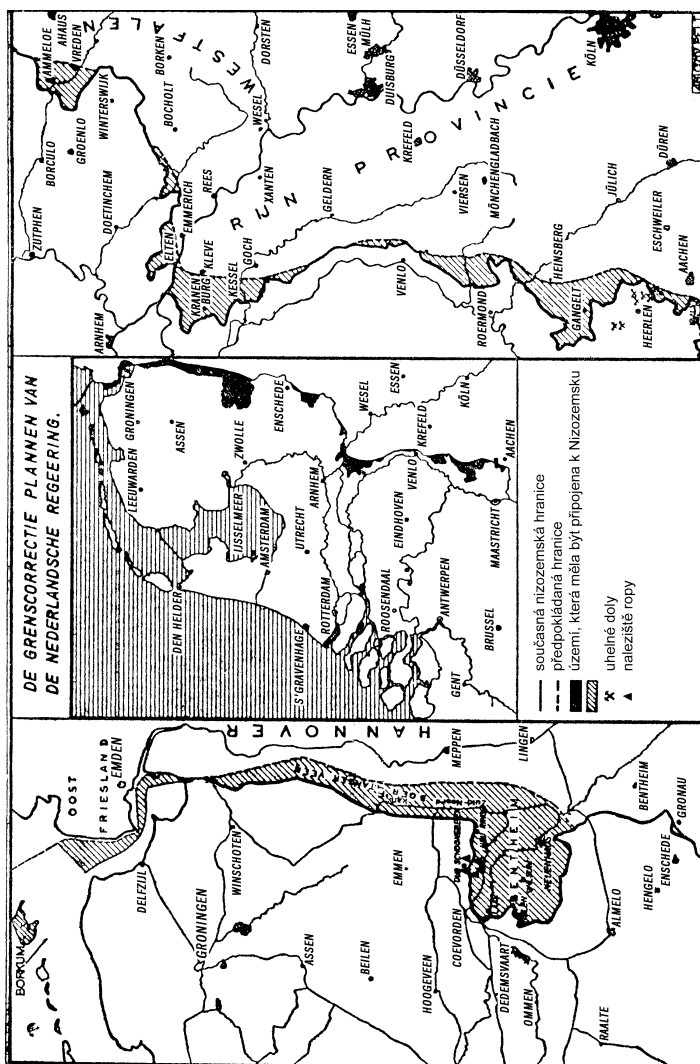 BORKUM
OOST
FRIESLAND
EMDEN
DELFZIJL
GRONINGEN
WINSCHOTEN
ASSEN
BEILEN
EMMEN
HOOGEVEEN
COEVORDEN
DEDEMSVAART
OMMEN
RAALTE
ALMELO
HENGELO
ENSCHEDE
GRONAU
BENTHEIM
LINGEN
MEPPEN
HANNOVER
BENTHEIM
DE GRENSCORRECTIE PLANNEN VAN
DE NEDERLANDSCHE REGEERING.
LEEUWARDEN
GRONINGEN
ASSEN
DEN HELDER
IJSSELMEER
ZWOLLE
AMSTERDAM
ENSCHEDE
UTRECHT
ARNHEM
S'GRAVENHAGE
ROTTERDAM
WESEL
ESSEN
ROOSENDAAL
EINDHOVEN
VENLO
KREFELD
KÖLN
ANTWERPEN
GENT
BRUSSEL
MAASTRICHT
AACHEN
současná nizozemská hranice
předpokládaná hranice
území, která měla být připojena k Nizozemsku
uhelné doly
naleziště ropy
AMMELOE
AHAUS
VREDEN
WESTFALEN
ZUTPHEN
BORCULO
GROENLO
WINTERSWIJK
BORKEN
BOCHOLT
DORSTEN
DOETINCHEM
ARNHEM
ELTEN
EMMERICH
REES
WESEL
ESSEN
MÜLH
DUISBURG
KRANEN
BURG
KLEVE
KESSEL
GOCH
XANTEN
GELDERN
RIJN PROVINCIE
KREFELD
DÜSSELDORF
VENLO
VIERSEN
MÖNCHENGLADBACH
KÖLN
ROERMOND
HEINSBERG
GANGELT
JÜLICH
HEERLEN
ESCHWEILER
DÜREN
AACHEN